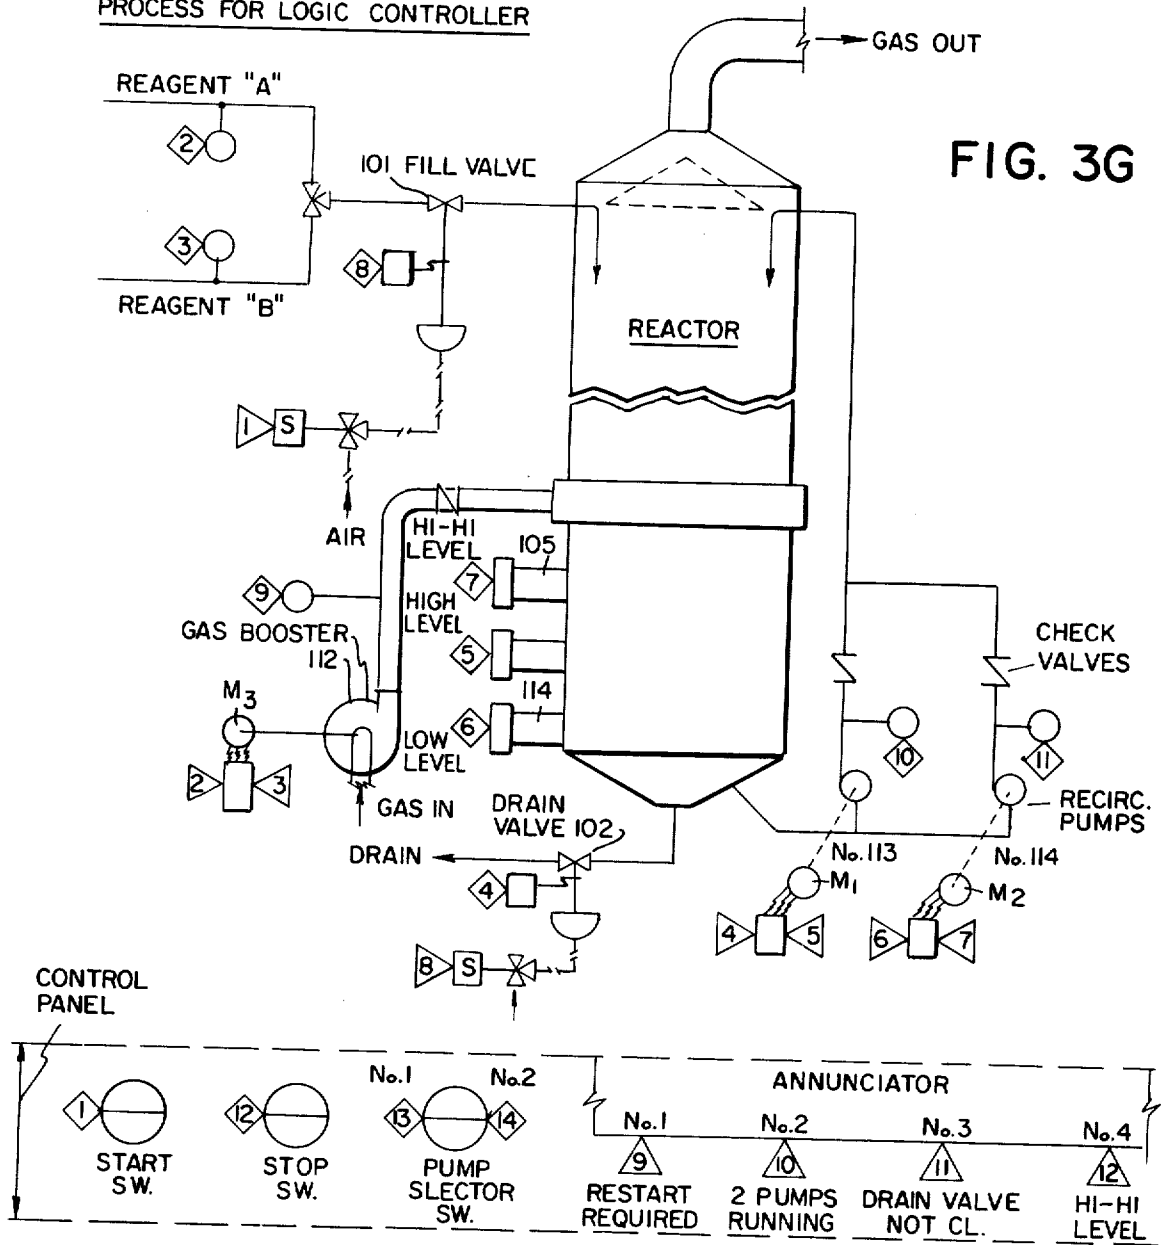 PROCESS FOR LOGIC CONTROLLER
GAS OUT
REAGENT "A"
2
FIG. 3G
101 FILL VALVE
3
8
REAGENT "B"
REACTOR
1
S
AIR
HI-HI
LEVEL
105
7
9
HIGH
LEVEL
GAS BOOSTER
112
5
CHECK
VALVES
M3
114
6
LOW
LEVEL
10
11
2
3
GAS IN
DRAIN
VALVE 102
RECIRC.
PUMPS
DRAIN
No.113
No.114
4
M1
M2
4
5
6
7
8
S
CONTROL
PANEL
No.1
No.2
ANNUNCIATOR
1
12
13
14
No.1
No.2
No.3
No.4
9
10
11
12
START
SW.
STOP
SW.
PUMP
SLECTOR
SW.
RESTART
REQUIRED
2 PUMPS
RUNNING
DRAIN VALVE
NOT CL.
HI-HI
LEVEL